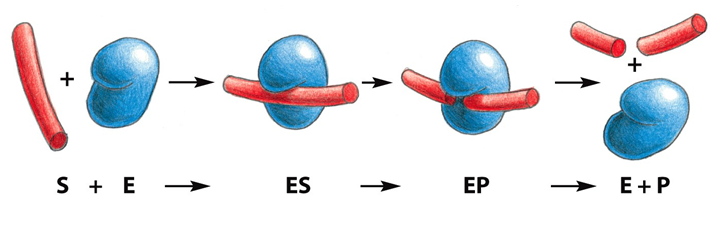 + → → → +
S + E → ES → EP → E + P